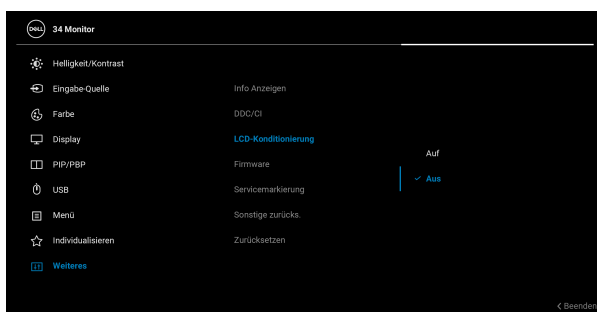 DELL 34 Monitor
Helligkeit/Kontrast
Eingabe-Quelle
Info Anzeigen
Farbe
DDC/CI
Display
LCD-Konditionierung
Auf
PIP/PBP
Firmware
Aus
USB
Servicemarkierung
Menü
Sonstige zurücks.
Individualisieren
Zurücksetzen
Weiteres
Beenden